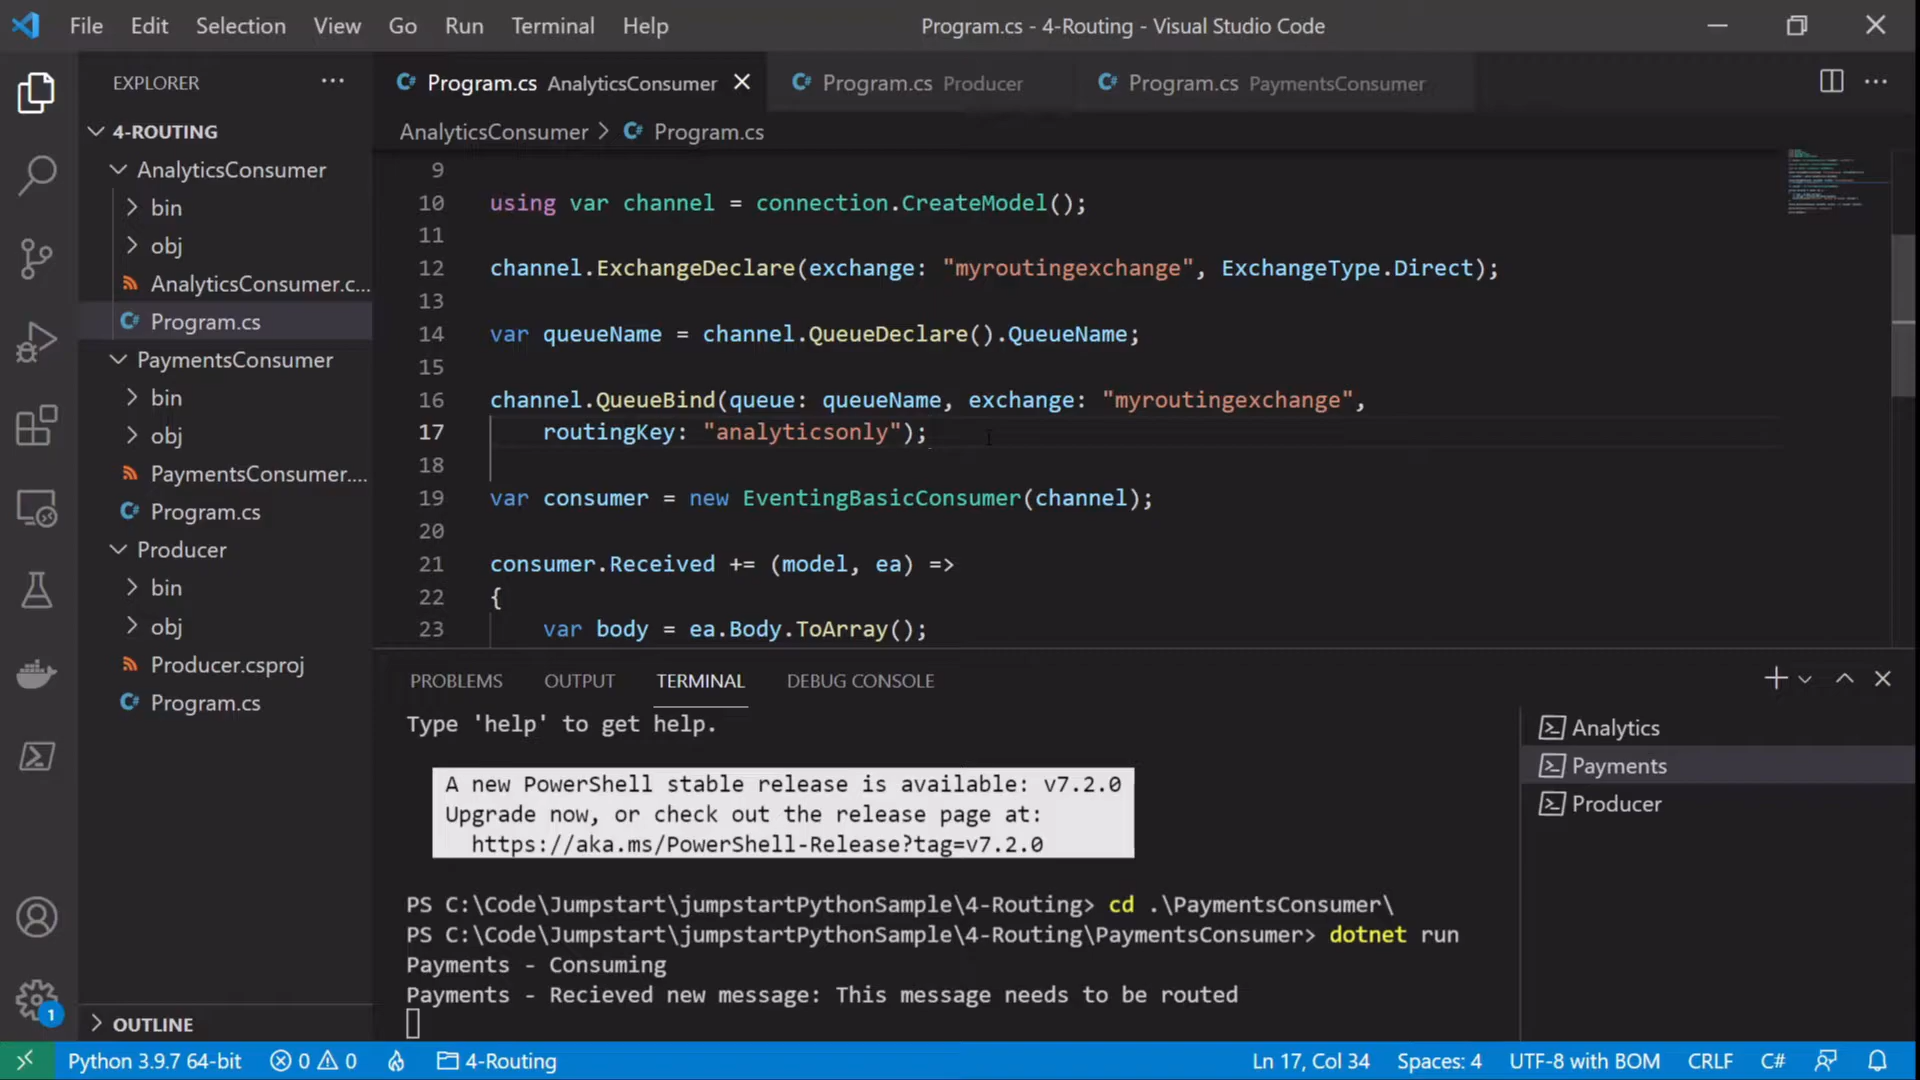 File Edit Selection View Go Run Terminal Help
Program.cs - 4-Routing - Visual Studio Code
EXPLORER
4-ROUTING
AnalyticsConsumer
bin
obj
AnalyticsConsumer.c...
Program.cs
PaymentsConsumer
bin
obj
PaymentsConsumer....
Program.cs
Producer
bin
obj
Producer.csproj
Program.cs
OUTLINE
Program.cs AnalyticsConsumer
Program.cs Producer
Program.cs PaymentsConsumer
AnalyticsConsumer > Program.cs
9
10 using var channel = connection.CreateModel();
11
12 channel.ExchangeDeclare(exchange: "myroutingexchange", ExchangeType.Direct);
13
14 var queueName = channel.QueueDeclare().QueueName;
15
16 channel.QueueBind(queue: queueName, exchange: "myroutingexchange",
17 routingKey: "analyticsonly");
18
19 var consumer = new EventingBasicConsumer(channel);
20
21 consumer.Received += (model, ea) =>
22 {
23 var body = ea.Body.ToArray();
PROBLEMS OUTPUT TERMINAL DEBUG CONSOLE
Type 'help' to get help.
A new PowerShell stable release is available: v7.2.0
Upgrade now, or check out the release page at:
https://aka.ms/PowerShell-Release?tag=v7.2.0
PS C:\Code\Jumpstart\jumpstartPythonSample\4-Routing> cd .\PaymentsConsumer\
PS C:\Code\Jumpstart\jumpstartPythonSample\4-Routing\PaymentsConsumer> dotnet run
Payments - Consuming
Payments - Recieved new message: This message needs to be routed
Analytics
Payments
Producer
1
Python 3.9.7 64-bit 0 0 4-Routing
Ln 17, Col 34 Spaces: 4 UTF-8 with BOM CRLF C#